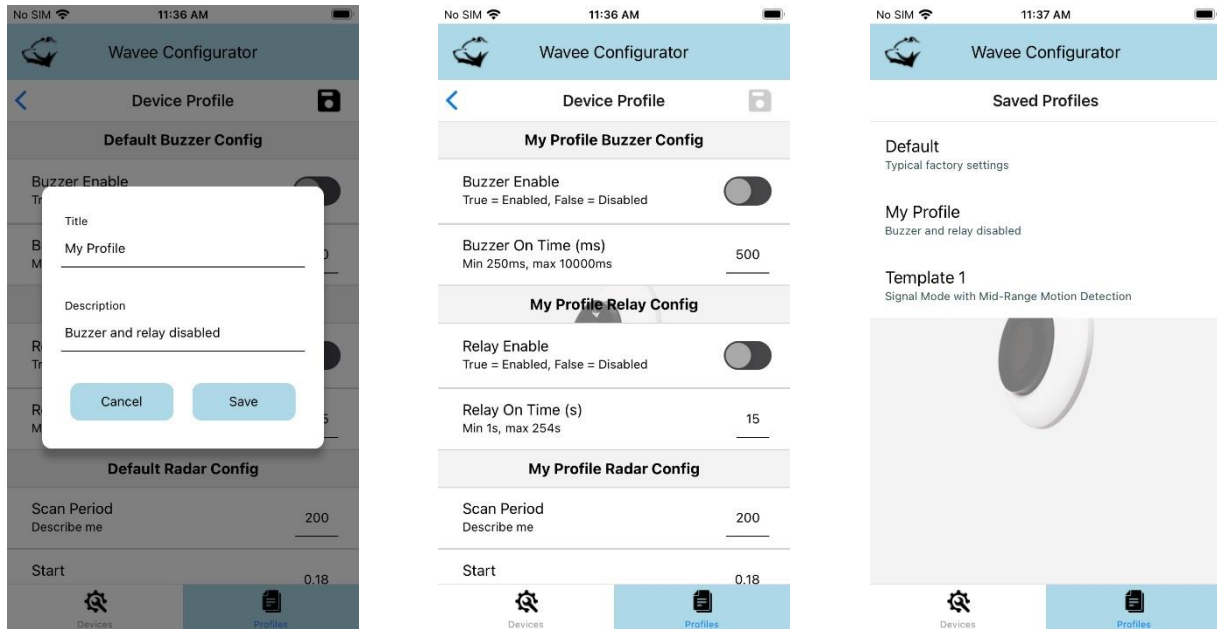 No SIM 11:36 AM
Wavee Configurator
Device Profile
Default Buzzer Config
Buzzer Enable
Tr
Title
My Profile
B
M
0
Description
Buzzer and relay disabled
R
Tr
Cancel Save
R
M
5
Default Radar Config
Scan Period
Describe me
200
Start
0.18
Devices Profiles
No SIM 11:36 AM
Wavee Configurator
Device Profile
My Profile Buzzer Config
Buzzer Enable
True = Enabled, False = Disabled
Buzzer On Time (ms)
Min 250ms, max 10000ms
500
My Profile Relay Config
Relay Enable
True = Enabled, False = Disabled
Relay On Time (s)
Min 1s, max 254s
15
My Profile Radar Config
Scan Period
Describe me
200
Start
0.18
Devices Profiles
No SIM 11:37 AM
Wavee Configurator
Saved Profiles
Default
Typical factory settings
My Profile
Buzzer and relay disabled
Template 1
Signal Mode with Mid-Range Motion Detection
Devices Profiles